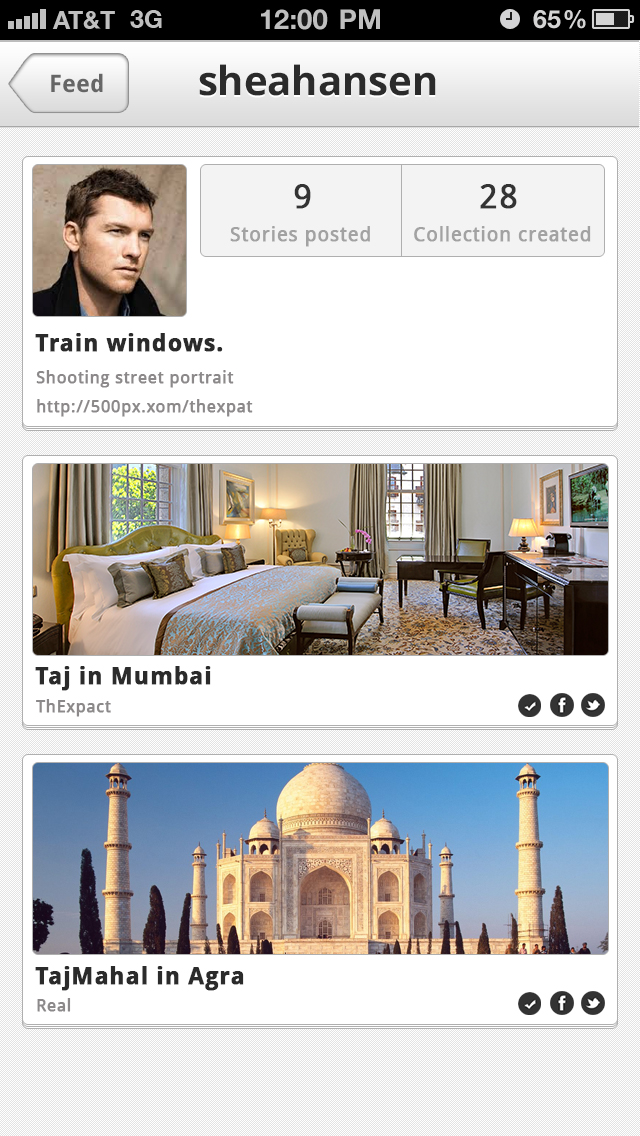 AT&T 3G 12:00 PM 65%
Feed
sheahansen
9
Stories posted
28
Collection created
Train windows.
Shooting street portrait
http://500px.xom/thexpat
Taj in Mumbai
ThExpact
TajMahal in Agra
Real